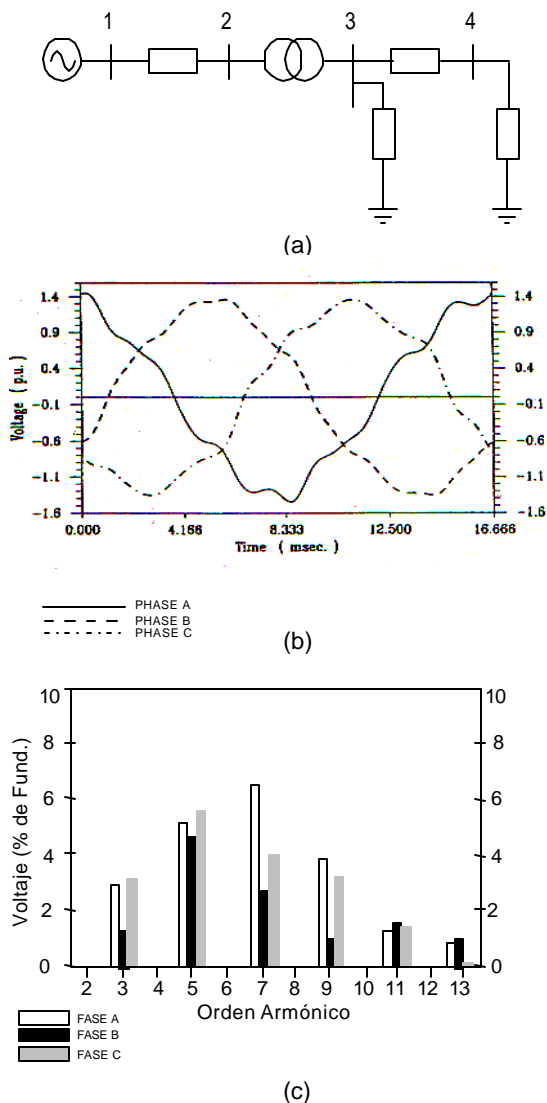 1 2 3 4
(a)
1.4 1.4
0.9 0.9
0.4 0.4
-0.1 -0.1
-0.6 -0.6
-1.1 -1.1
-1.6 -1.6
Voltage ( p.u. )
0.000 4.166 8.333 12.500 16.666
Time ( msec. )
PHASE A
PHASE B
PHASE C
(b)
10 10
8 8
6 6
4 4
2 2
0 0
Voltaje (% de Fund.)
2 3 4 5 6 7 8 9 10 11 12 13
Orden Armónico
FASE A
FASE B
FASE C
(c)